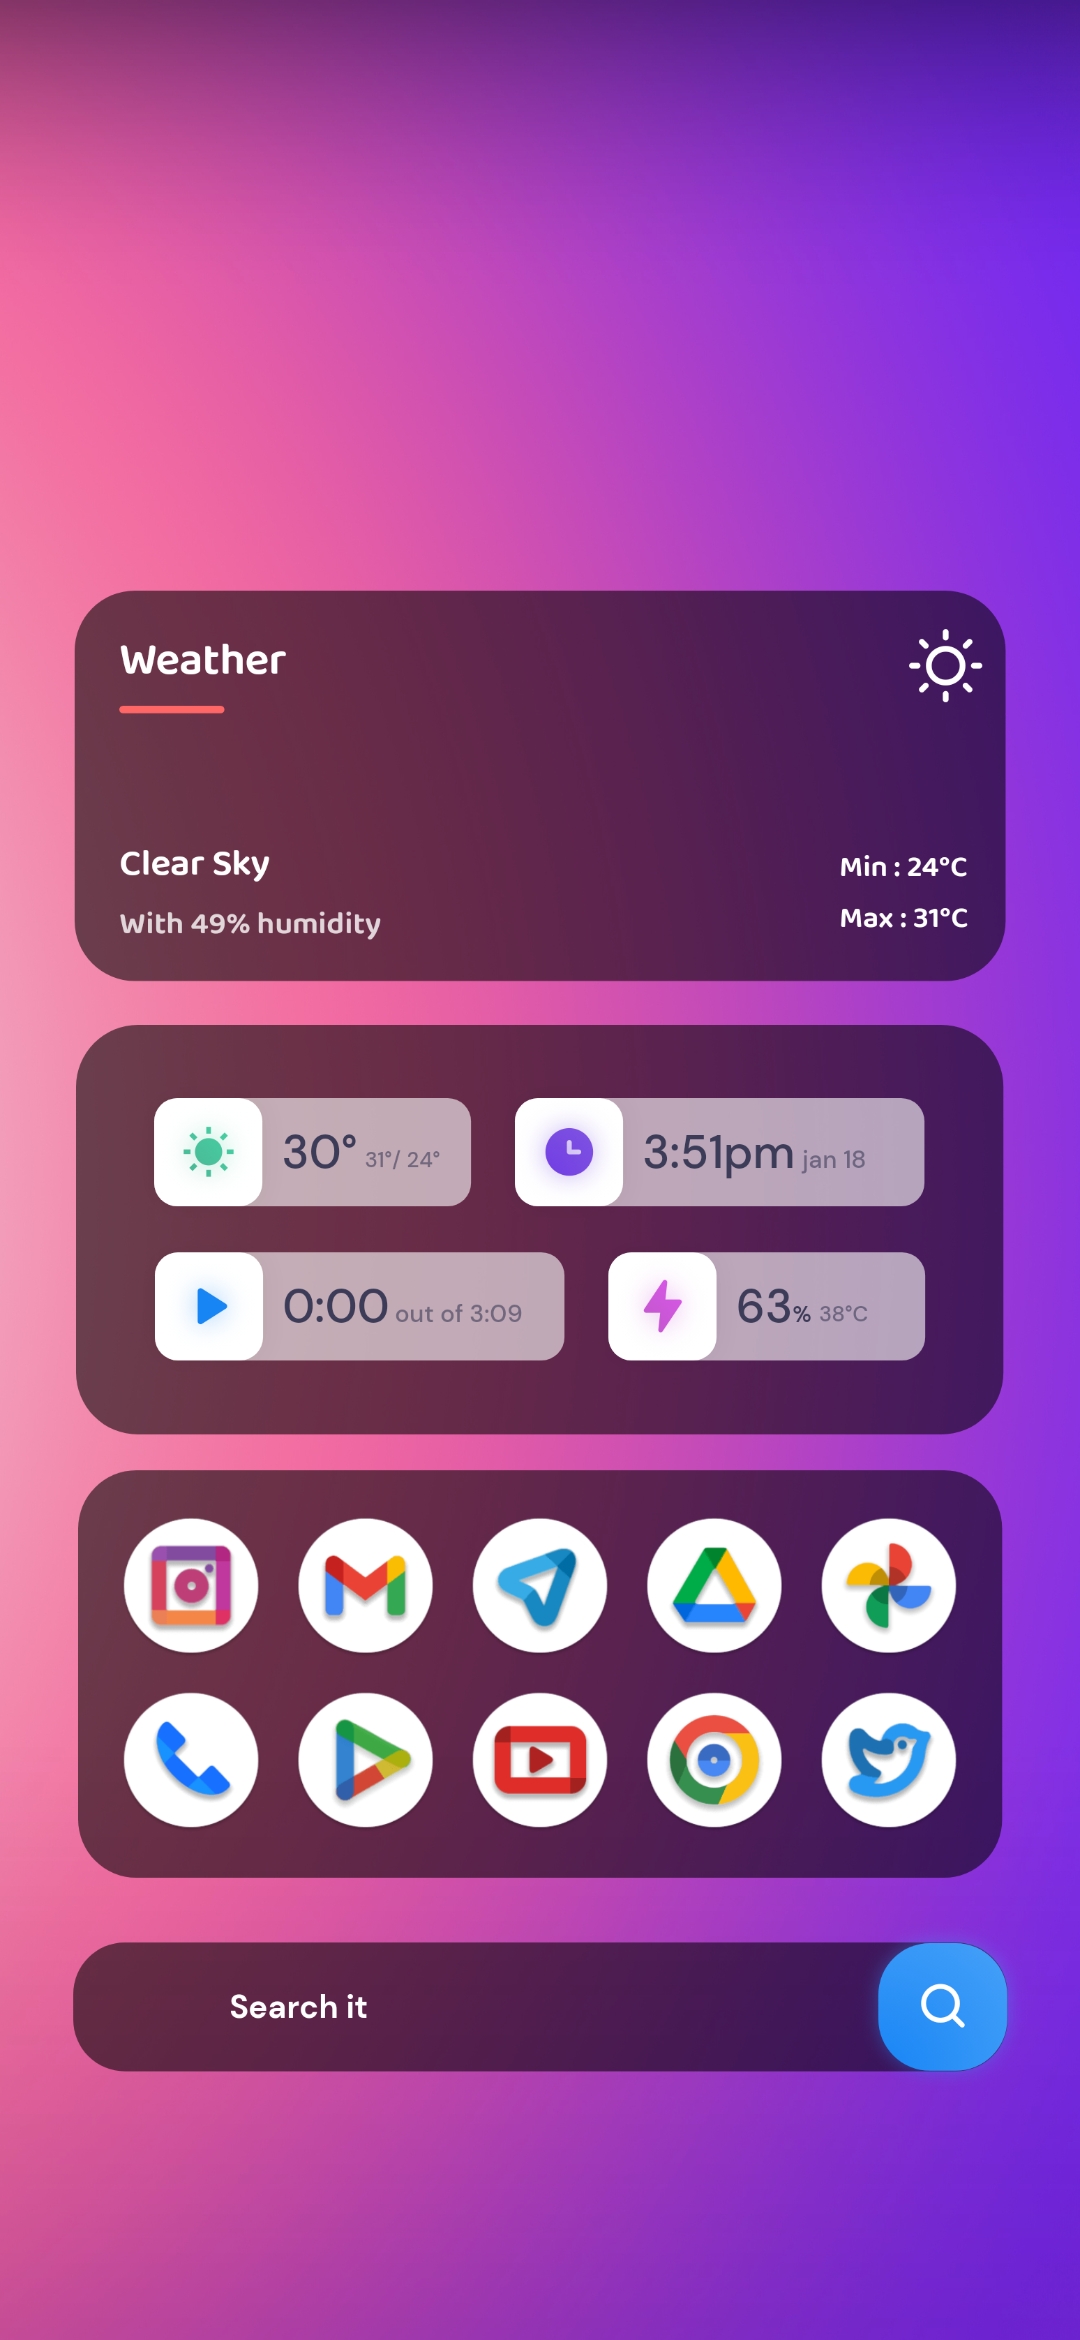 Weather
Clear Sky
With 49% humidity
Min : 24°C
Max : 31°C
30° 31°/ 24°
3:51pm jan 18
0:00 out of 3:09
63% 38°C
Search it